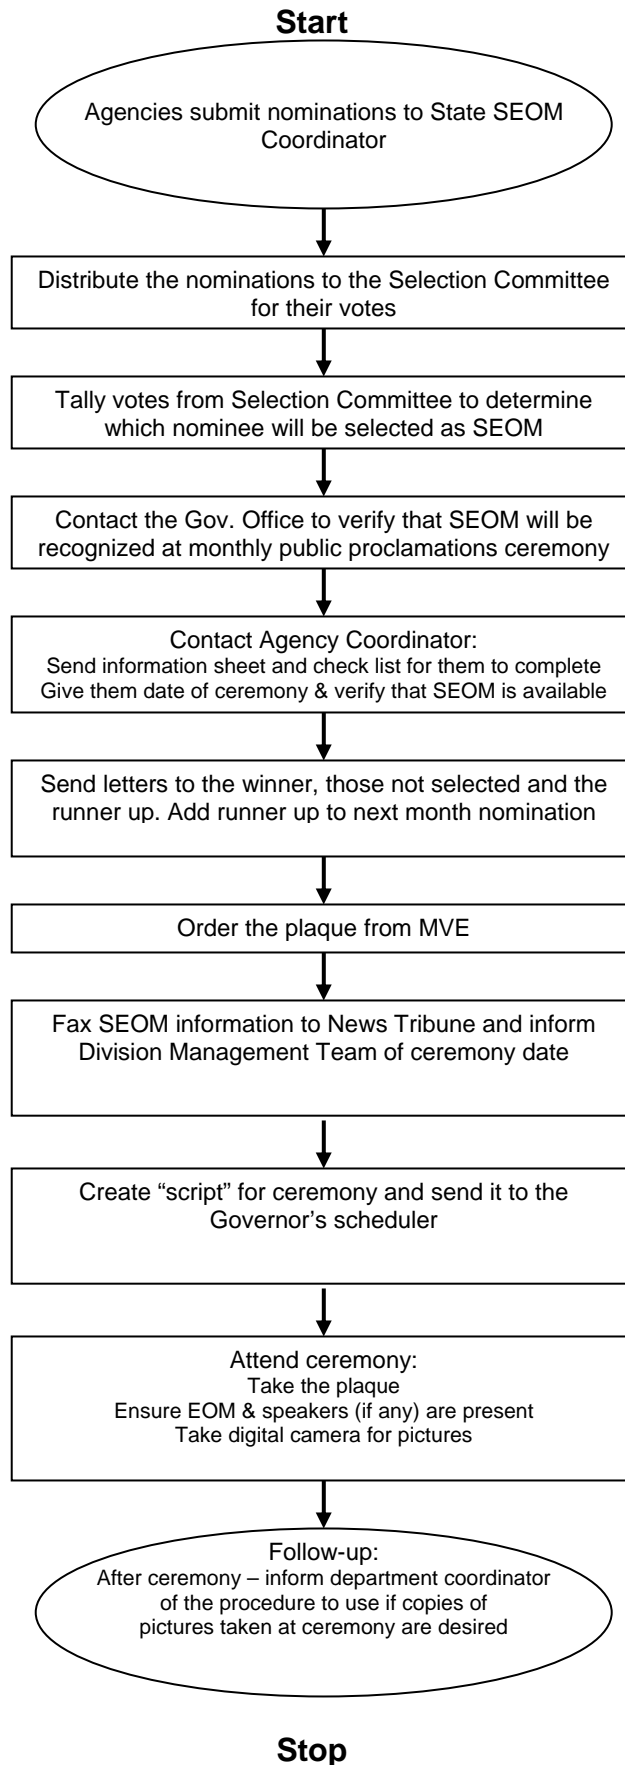 Start
Agencies submit nominations to State SEOM
Coordinator
Distribute the nominations to the Selection Committee
for their votes
Tally votes from Selection Committee to determine
which nominee will be selected as SEOM
Contact the Gov. Office to verify that SEOM will be
recognized at monthly public proclamations ceremony
Contact Agency Coordinator:
Send information sheet and check list for them to complete
Give them date of ceremony & verify that SEOM is available
Send letters to the winner, those not selected and the
runner up. Add runner up to next month nomination
Order the plaque from MVE
Fax SEOM information to News Tribune and inform
Division Management Team of ceremony date
Create “script” for ceremony and send it to the
Governor’s scheduler
Attend ceremony:
Take the plaque
Ensure EOM & speakers (if any) are present
Take digital camera for pictures
Follow-up:
After ceremony – inform department coordinator
of the procedure to use if copies of
pictures taken at ceremony are desired
Stop